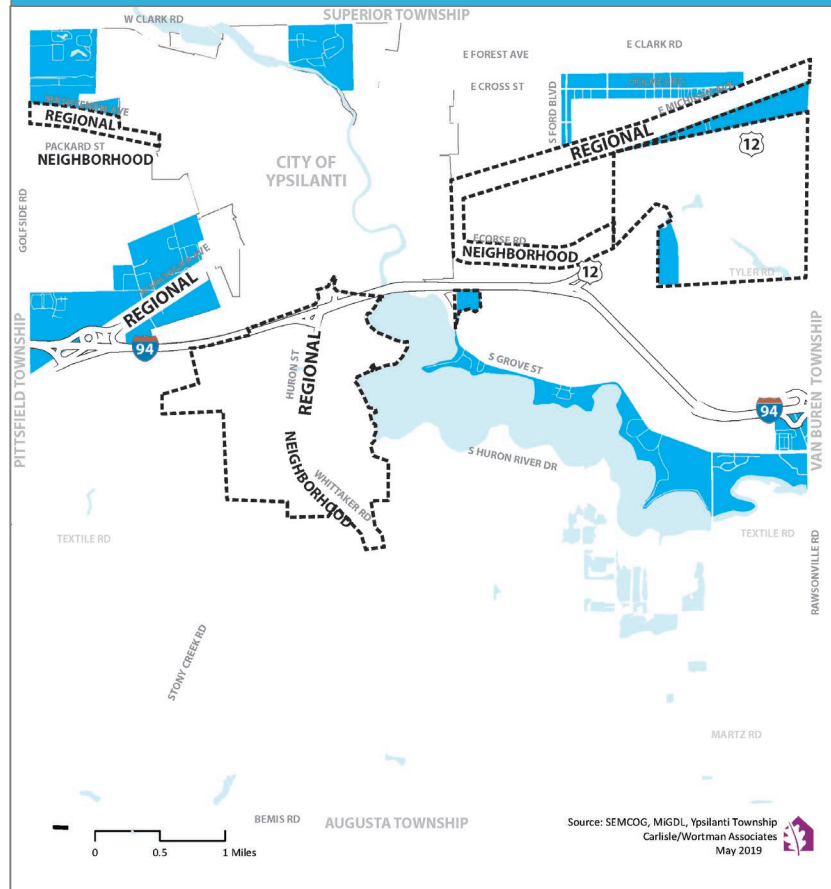 W CLARK RD
SUPERIOR TOWNSHIP
E CLARK RD
E FOREST AVE
E CROSS ST
S FORD BLVD
E MICHIGAN AVE
REGIONAL
12
REGIONAL
PACKARD ST
NEIGHBORHOOD
CITY OF
YPSILANTI
GOLFSIDE RD
ECORSE RD
NEIGHBORHOOD
12
TYLER RD
REGIONAL
94
PITTSFIELD TOWNSHIP
HURON ST
REGIONAL
S GROVE ST
94
VAN BUREN TOWNSHIP
NEIGHBORHOOD
WHITTAKER RD
S HURON RIVER DR
TEXTILE RD
TEXTILE RD
RAWSONVILLE RD
STONY CREEK RD
MARTZ RD
BEMIS RD
AUGUSTA TOWNSHIP
0 0.5 1 Miles
Source: SEMCOG, MiGDL, Ypsilanti Township
Carlisle/Wortman Associates
May 2019